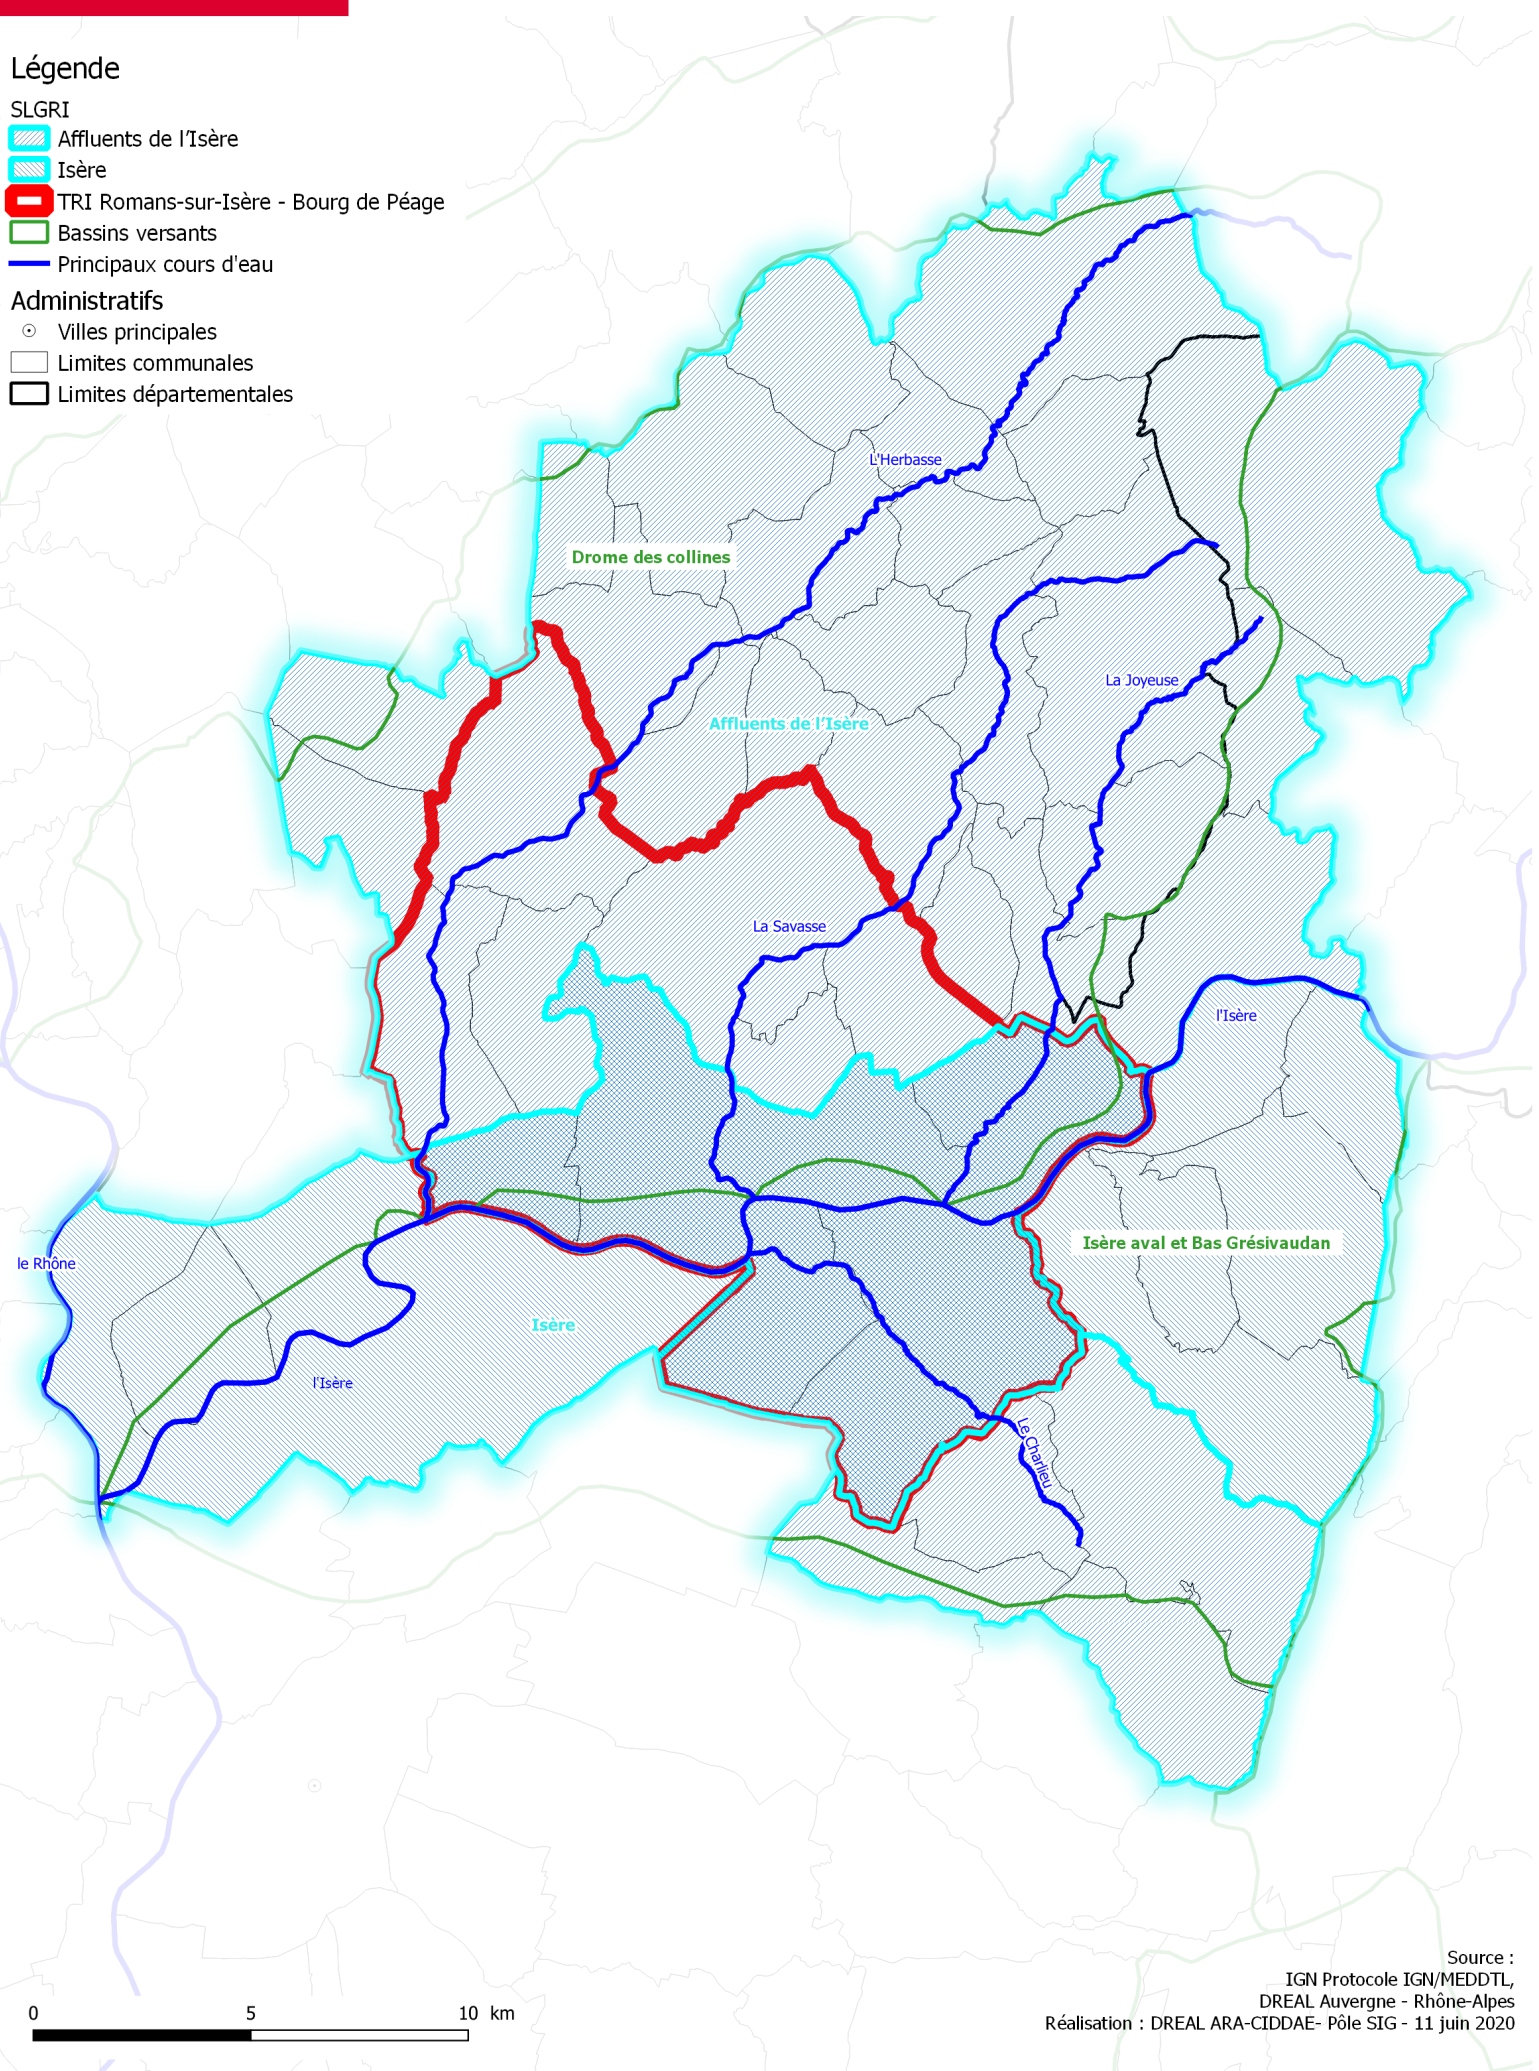 Légende
SLGRI
Affluents de l’Isère
Isère
TRI Romans-sur-Isère - Bourg de Péage
Bassins versants
Principaux cours d'eau
Administratifs
Villes principales
Limites communales
Limites départementales
L'Herbasse
Drome des collines
La Joyeuse
Affluents de l’Isère
La Savasse
l'Isère
Isère aval et Bas Grésivaudan
le Rhône
Isère
l'Isère
Le Charlieu
Source :
IGN Protocole IGN/MEDDTL,
DREAL Auvergne - Rhône-Alpes
Réalisation : DREAL ARA-CIDDAE- Pôle SIG - 11 juin 2020
0 5 10 km